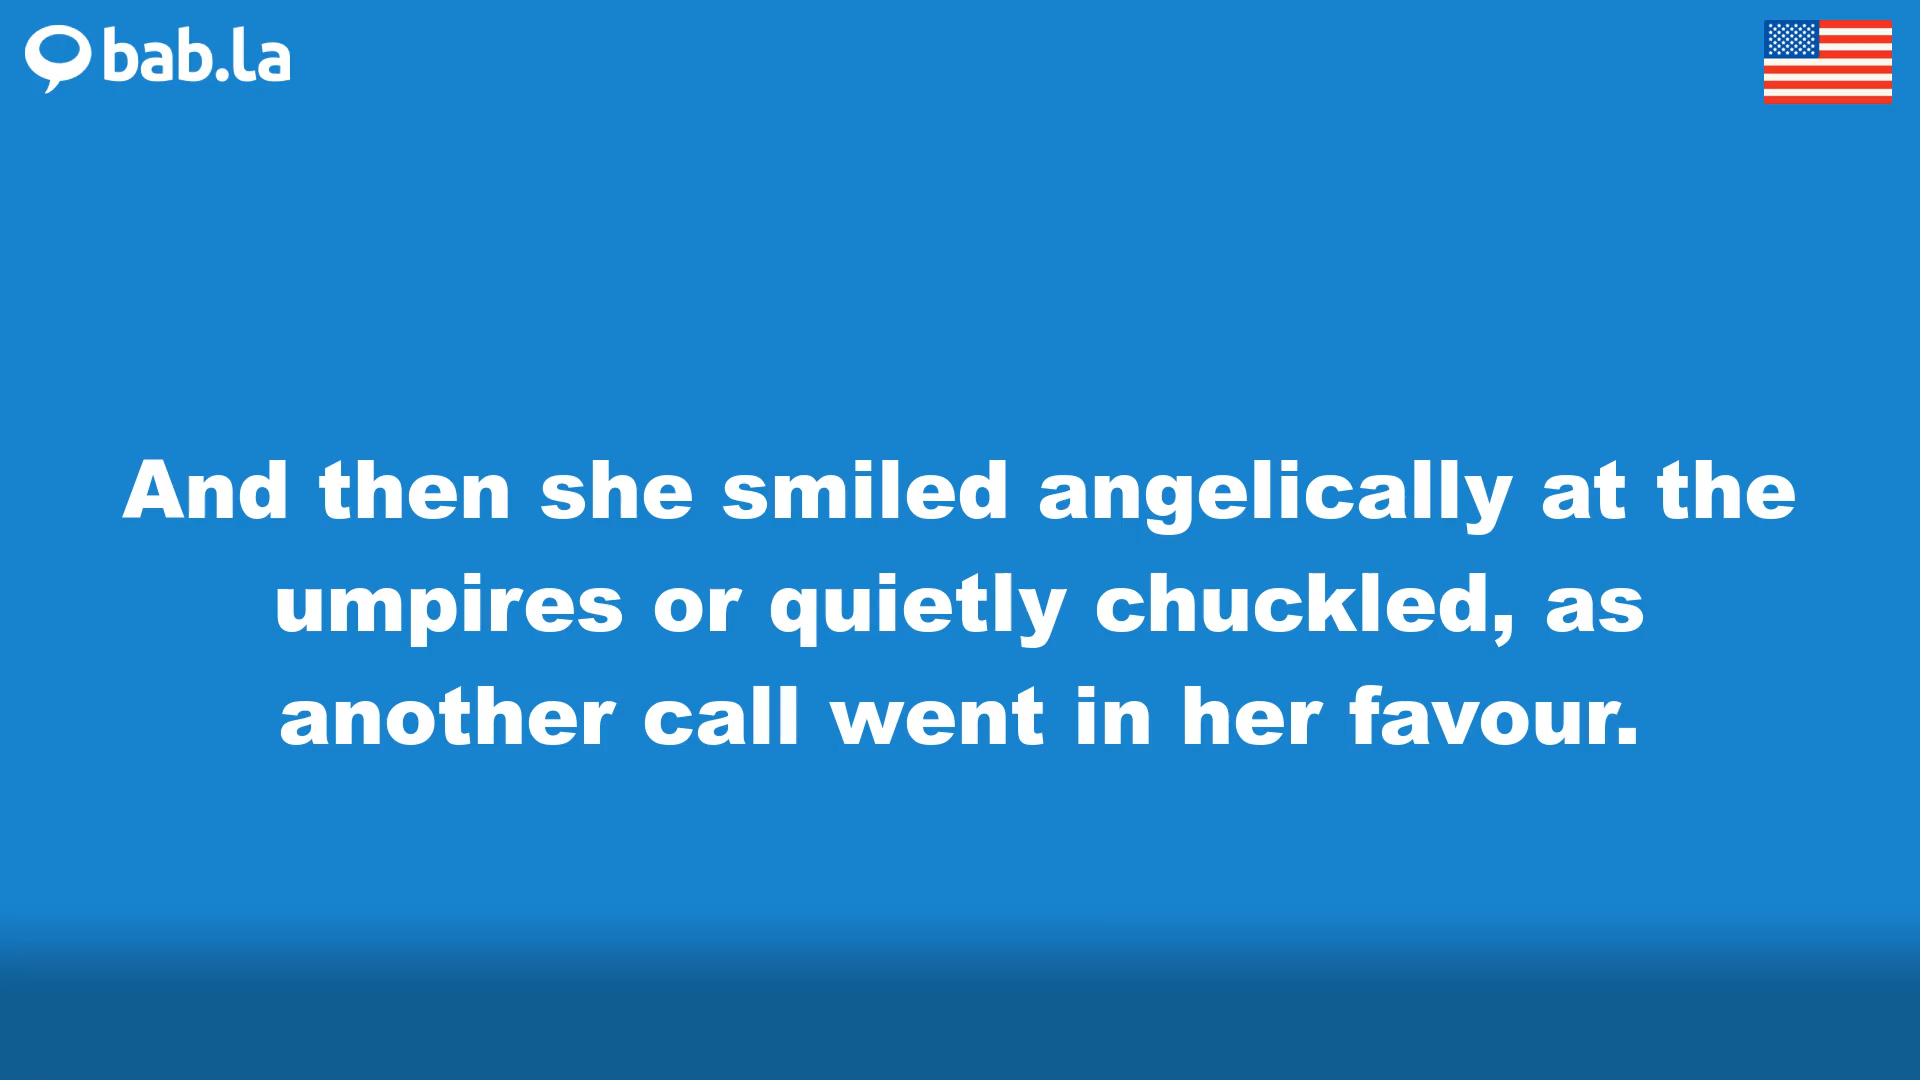 bab.la
And then she smiled angelically at the
umpires or quietly chuckled, as
another call went in her favour.